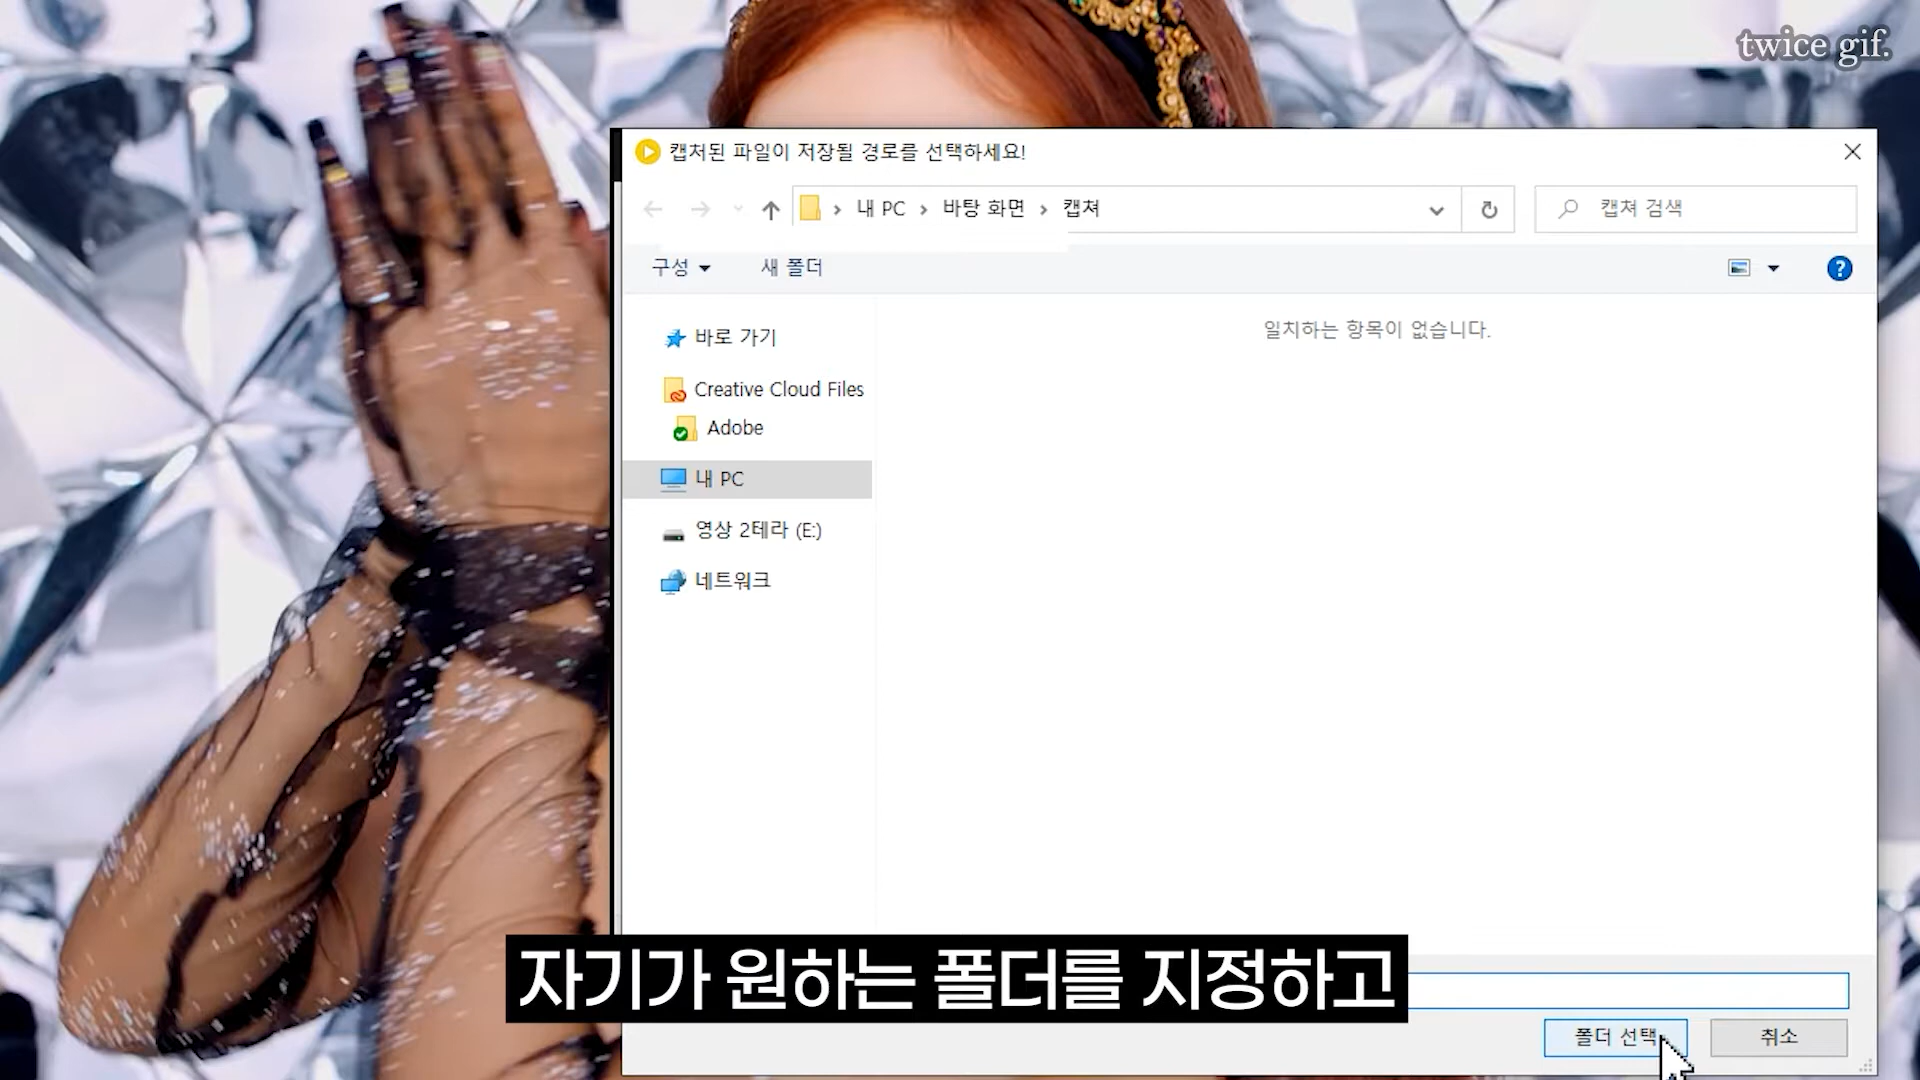 twice gif.
캡처된 파일이 저장될 경로를 선택하세요!
내 PC › 바탕 화면 › 캡쳐
캡쳐 검색
구성
새 폴더
바로 가기
일치하는 항목이 없습니다.
Creative Cloud Files
Adobe
내 PC
영상 2테라 (E:)
네트워크
자기가 원하는 폴더를 지정하고
폴더 선택
취소